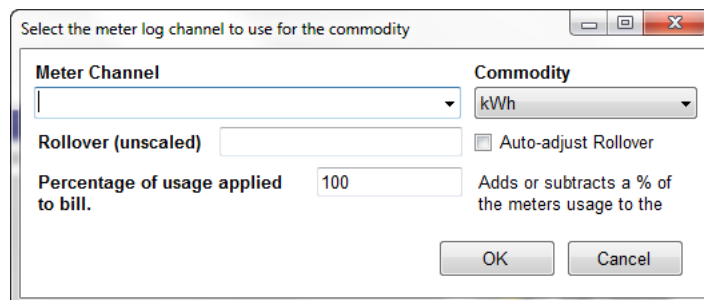 Select the meter log channel to use for the commodity
Meter Channel Commodity
kWh
Rollover (unscaled) Auto-adjust Rollover
Percentage of usage applied 100 Adds or subtracts a % of
to bill. the meters usage to the
OK Cancel